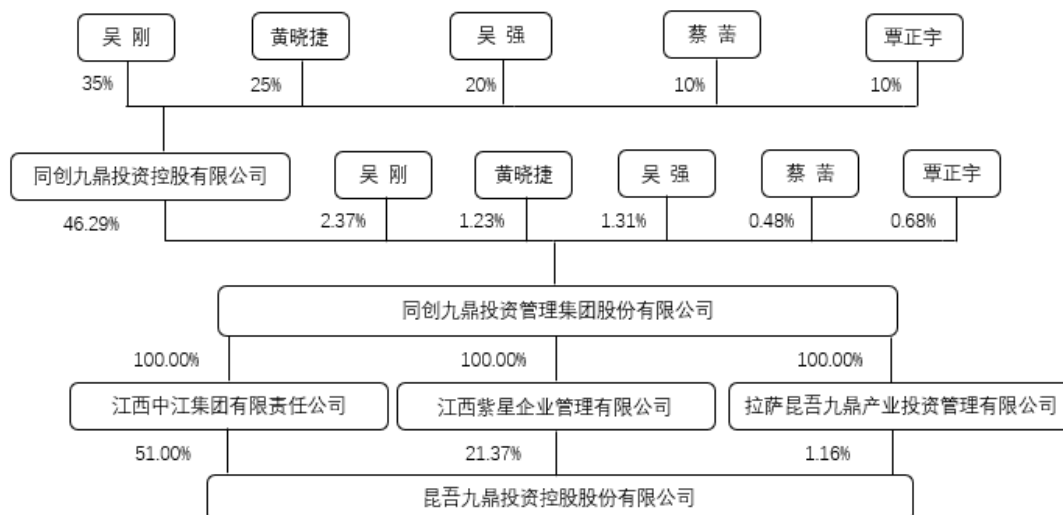 吴 刚 黄晓捷 吴 强 蔡 蕾 覃正宇
35% 25% 20% 10% 10%
同创九鼎投资控股有限公司 吴 刚 黄晓捷 吴 强 蔡 蕾 覃正宇
46.29% 2.37% 1.23% 1.31% 0.48% 0.68%
同创九鼎投资管理集团股份有限公司
100.00% 100.00% 100.00%
江西中江集团有限责任公司 江西紫星企业管理有限公司 拉萨昆吾九鼎产业投资管理有限公司
51.00% 21.37% 1.16%
昆吾九鼎投资控股股份有限公司